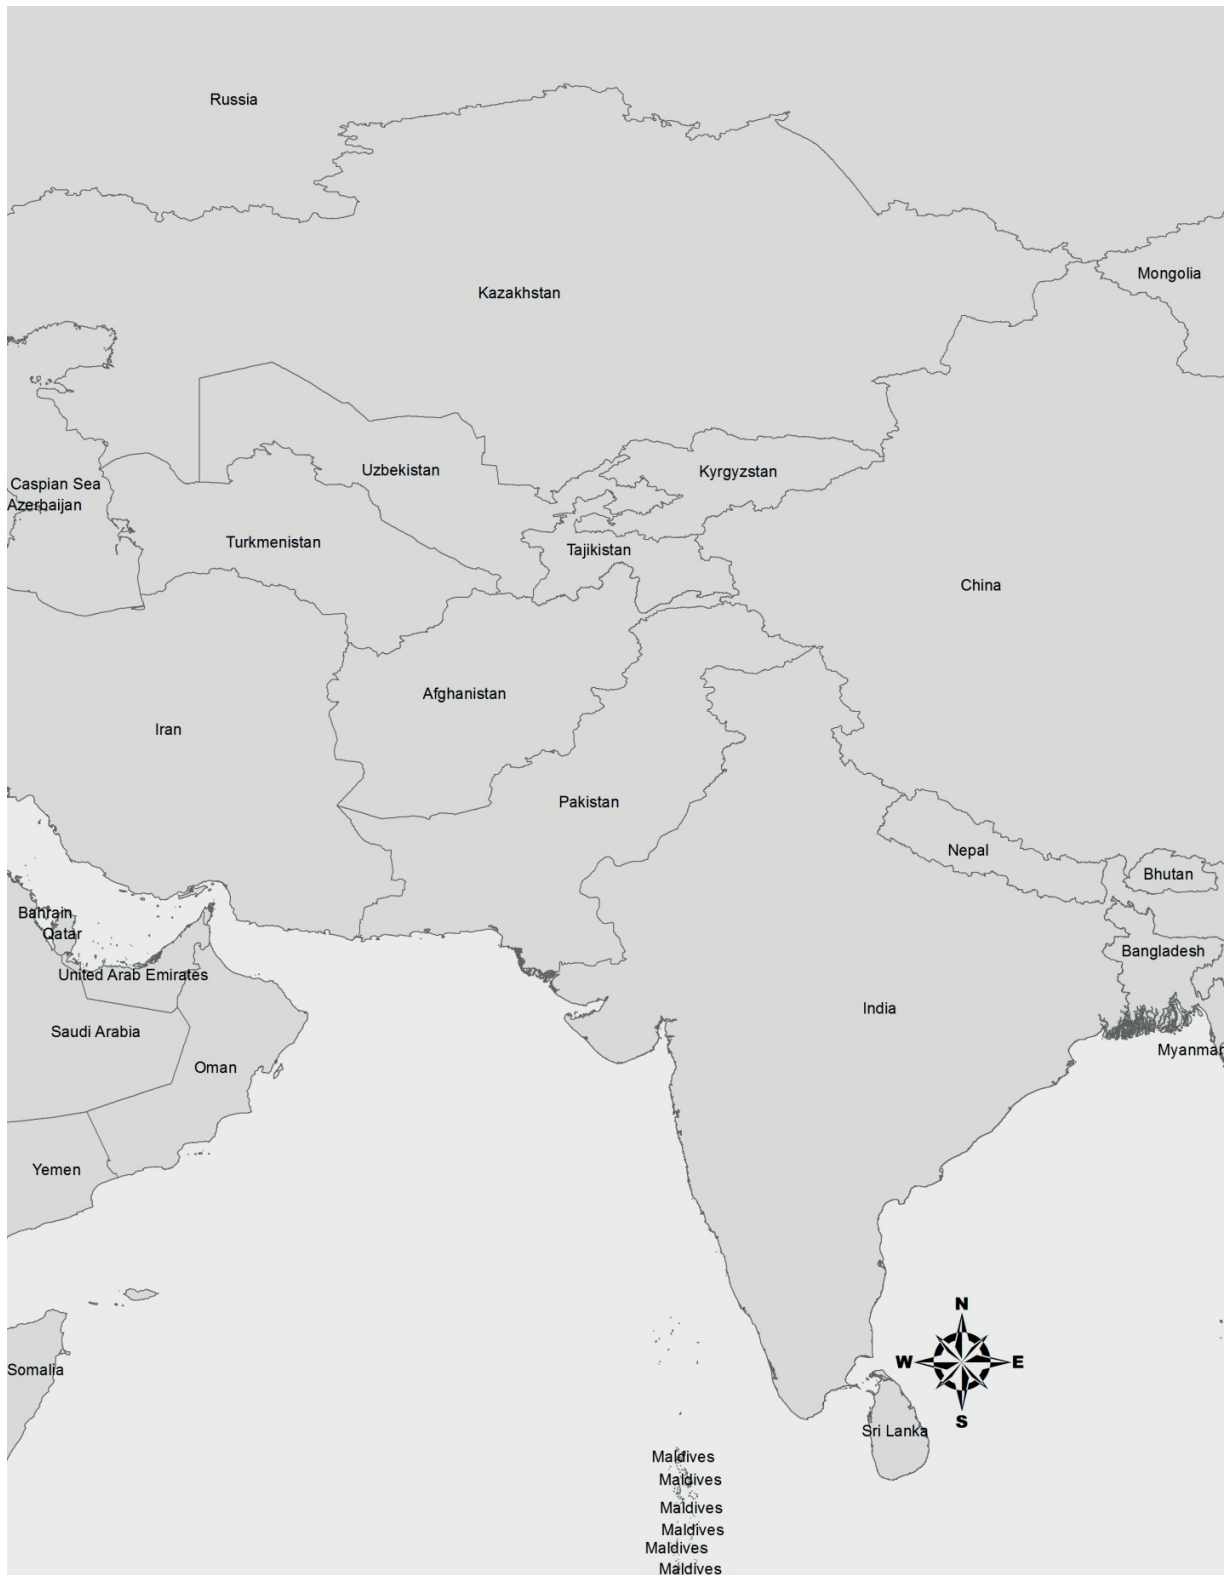 Russia
Mongolia
Kazakhstan
Uzbekistan
Kyrgyzstan
Caspian Sea
Azerbaijan
Turkmenistan
Tajikistan
China
Afghanistan
Iran
Pakistan
Nepal
Bhutan
Bahrain
Qatar
Bangladesh
United Arab Emirates
India
Saudi Arabia
Myanmar
Oman
Yemen
N
W
E
Somalia
S
Sri Lanka
Maldives
Maldives
Maldives
Maldives
Maldives
Maldives